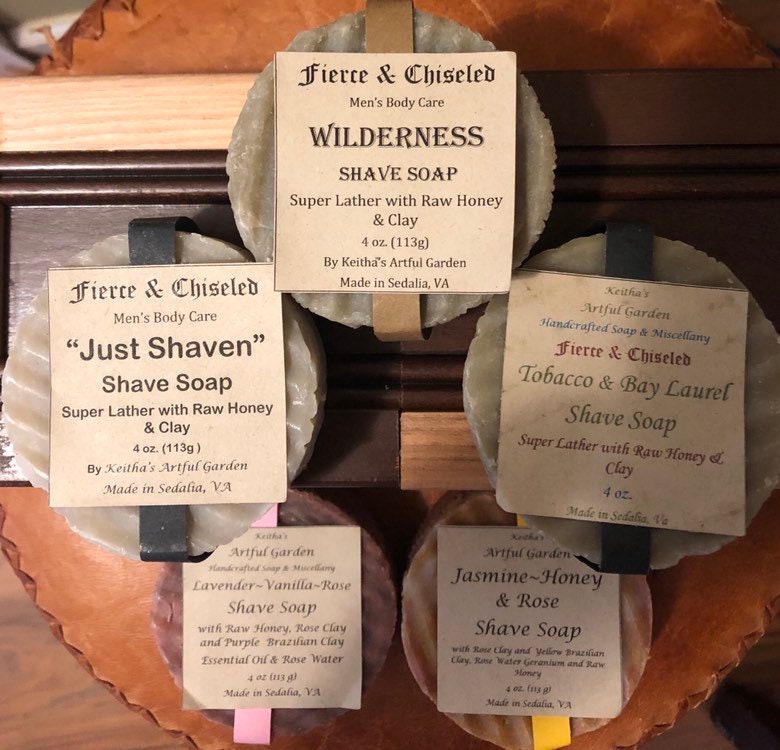 Fierce & Chiseled
Men's Body Care
WILDERNESS
SHAVE SOAP
Super Lather with Raw Honey
& Clay
4 oz. (113g)
By Keitha's Artful Garden
Made in Sedalia, VA
Fierce & Chiseled
Men's Body Care
"Just Shaven"
Shave Soap
Super Lather with Raw Honey
& Clay
4 oz. (113g )
By Keitha's Artful Garden
Made in Sedalia, VA
Keitha's
Artful Garden
Handcrafted Soap & Miscellany
Fierce & Chiseled
Tobacco & Bay Laurel
Shave Soap
Super Lather with Raw Honey &
Clay
4 oz.
Made in Sedalia, Va
Keitha's
Artful Garden
Handcrafted Soap & Miscellany
Lavender~Vanilla~Rose
Shave Soap
with Raw Honey, Rose Clay
and Purple Brazilian Clay
Essential Oil & Rose Water
4 oz (113 g)
Made in Sedalia, VA
Keitha's
Artful Garden
Jasmine~Honey
& Rose
Shave Soap
with Rose Clay and Yellow Brazilian
Clay, Rose Water Geranium and Raw
Honey
4 oz. (113 g)
Made in Sedalia, VA